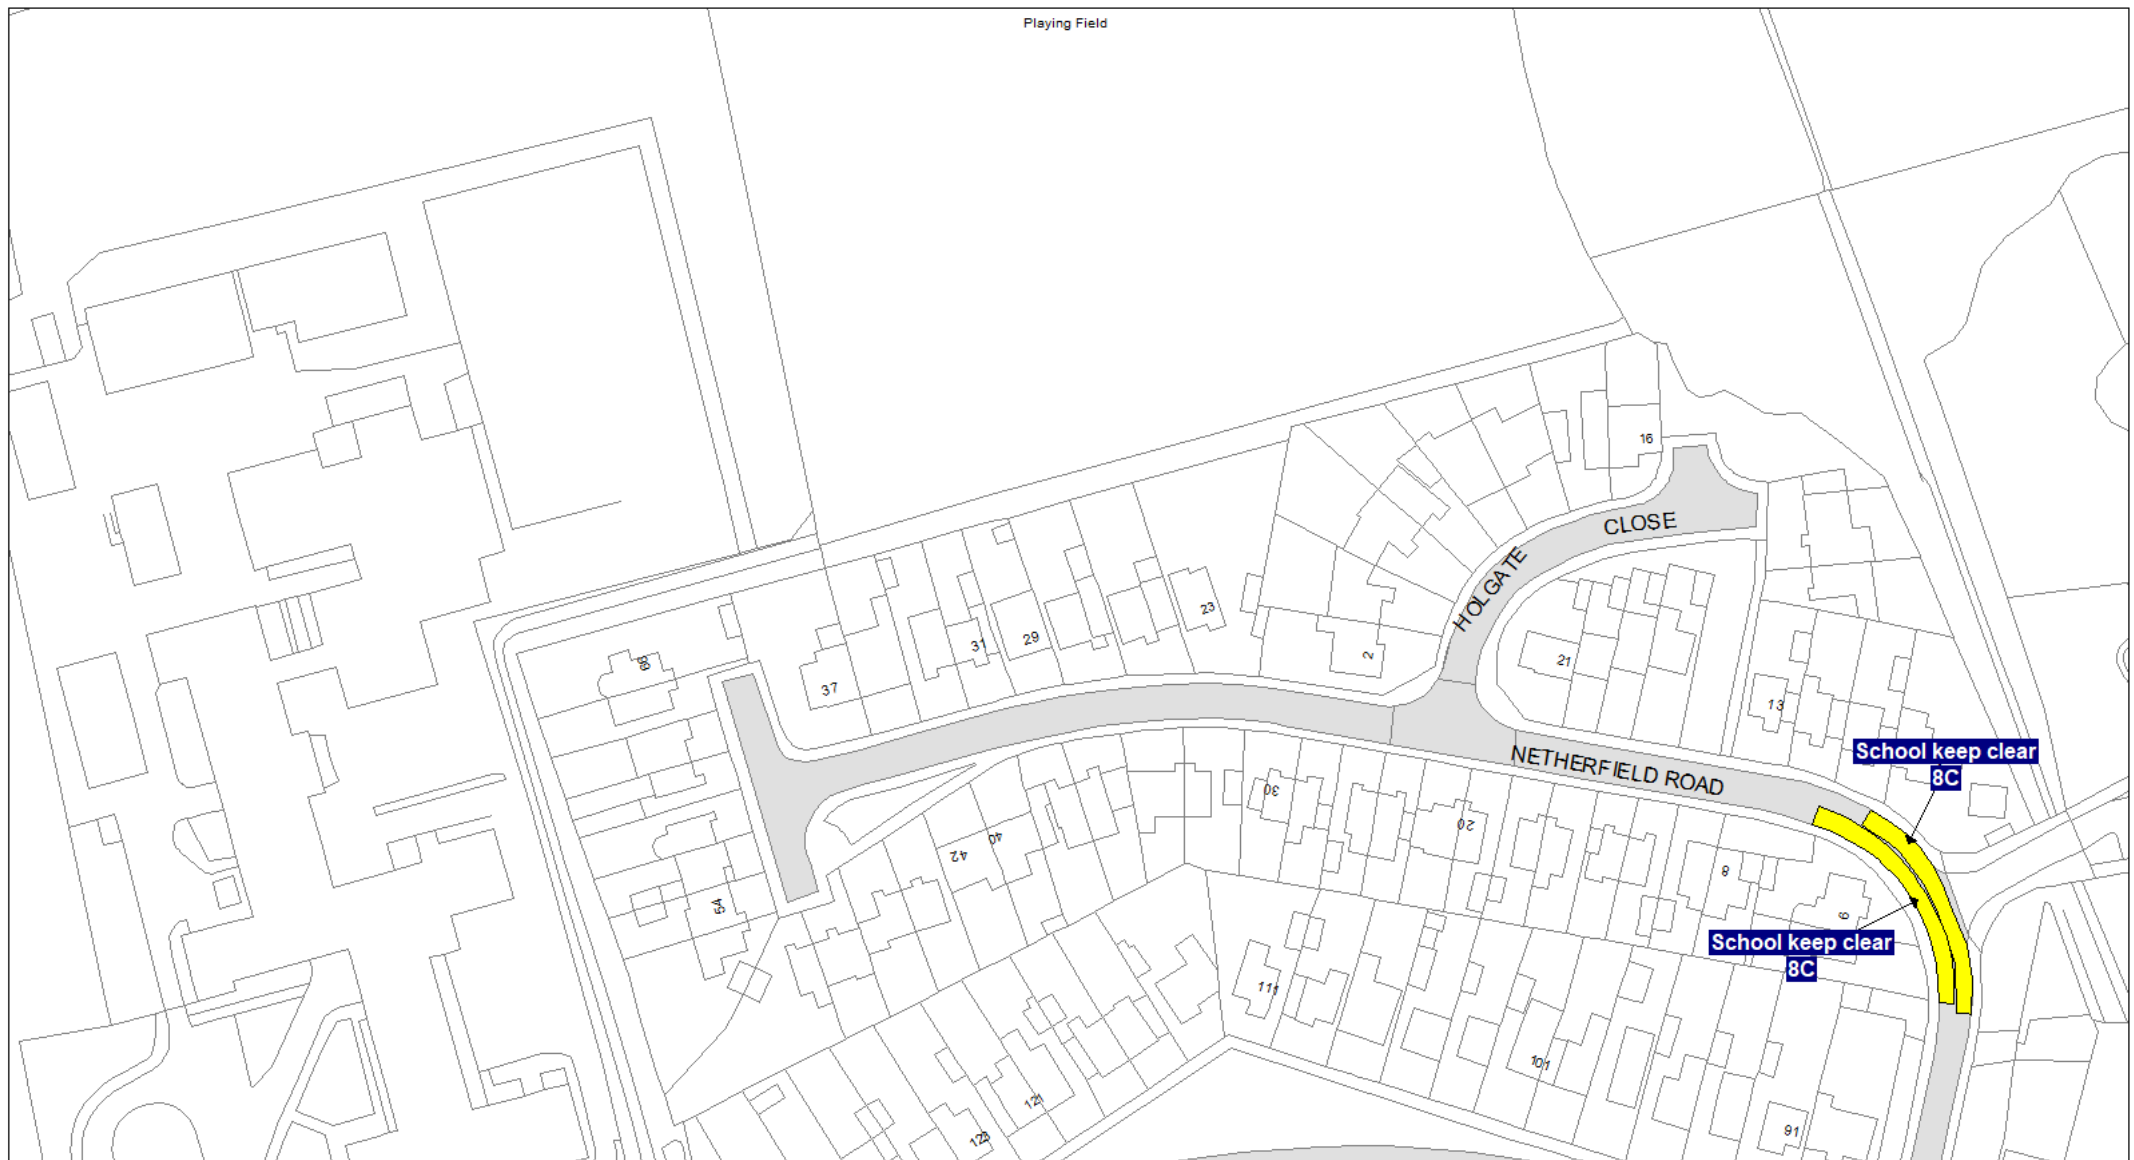 Playing Field
16
CLOSE
HOLGATE
23
31
29
2
21
68
37
13
NETHERFIELD ROAD
School keep clear
8C
30
20
40
42
8
54
6
School keep clear
8C
111
101
121
123
91